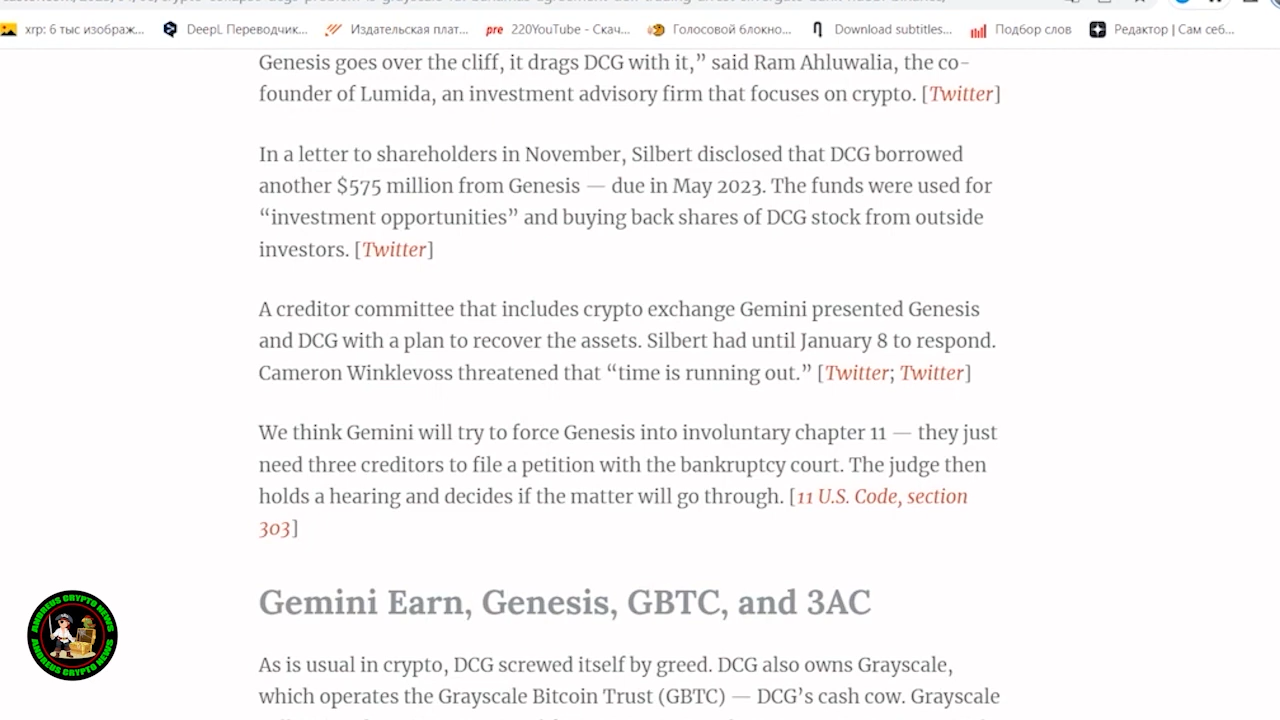 xrp: 6 тыс изображ...
DeepL Переводчик...
Издательская плат...
pre 220YouTube - Скач...
Голосовой блокно...
Download subtitles...
Подбор слов
Редактор | Сам себ...
Genesis goes over the cliff, it drags DCG with it,” said Ram Ahluwalia, the co-
founder of Lumida, an investment advisory firm that focuses on crypto. [Twitter]
In a letter to shareholders in November, Silbert disclosed that DCG borrowed
another $575 million from Genesis — due in May 2023. The funds were used for
“investment opportunities” and buying back shares of DCG stock from outside
investors. [Twitter]
A creditor committee that includes crypto exchange Gemini presented Genesis
and DCG with a plan to recover the assets. Silbert had until January 8 to respond.
Cameron Winklevoss threatened that “time is running out.” [Twitter; Twitter]
We think Gemini will try to force Genesis into involuntary chapter 11 — they just
need three creditors to file a petition with the bankruptcy court. The judge then
holds a hearing and decides if the matter will go through. [11 U.S. Code, section
303]
Gemini Earn, Genesis, GBTC, and 3AC
ANDREUS CRYPTO NEWS
ANDREUS CRYPTO NEWS
As is usual in crypto, DCG screwed itself by greed. DCG also owns Grayscale,
which operates the Grayscale Bitcoin Trust (GBTC) — DCG’s cash cow. Grayscale